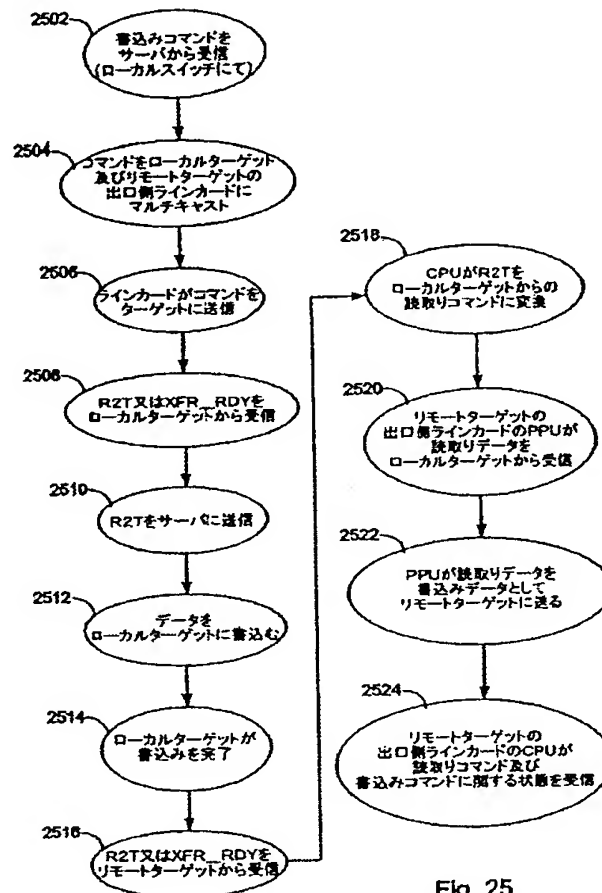 2502
書込みコマンドを
サーバから受信
(ローカルスイッチにて)
2504
コマンドをローカルターゲット
及びリモートターゲットの
出口側ラインカードに
マルチキャスト
2506
ラインカードがコマンドを
ターゲットに送信
2508
R2T又はXFR_RDYを
ローカルターゲットから受信
2510
R2Tをサーバに送信
2512
データを
ローカルターゲットに書込む
2514
ローカルターゲットが
書込みを完了
2516
R2T又はXFR_RDYを
リモートターゲットから受信
2518
CPUがR2Tを
ローカルターゲットからの
読取りコマンドに変換
2520
リモートターゲットの
出口側ラインカードのPPUが
読取りデータを
ローカルターゲットから受信
2522
PPUが読取りデータを
書込みデータとして
リモートターゲットに送る
2524
リモートターゲットの
出口側ラインカードのCPUが
読取りコマンド及び
書込みコマンドに関する状態を受信
Fig. 25